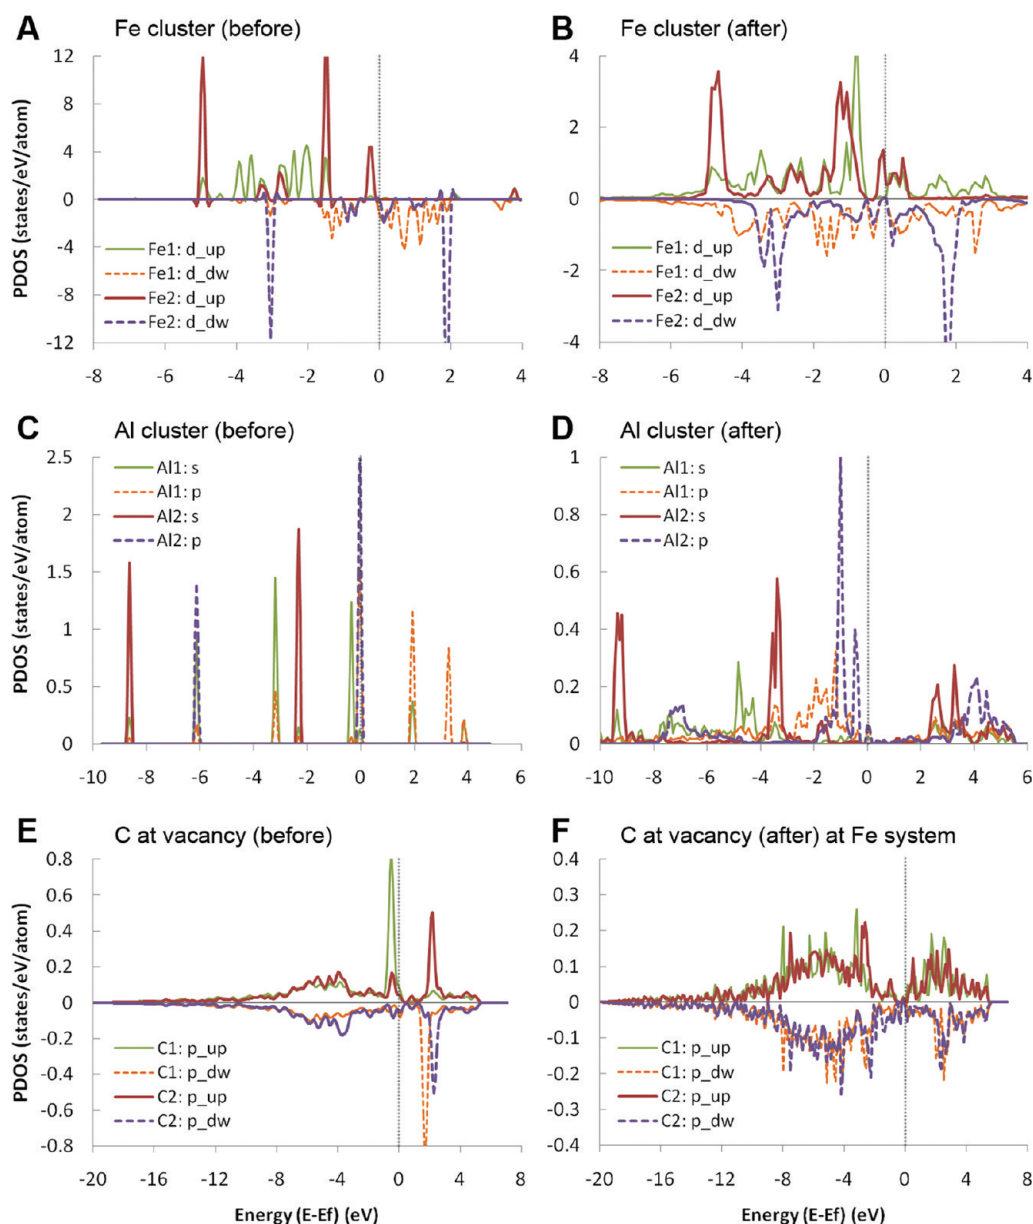 A Fe cluster (before)
PDOS (states/eV/atom)
12
8
4
0
-4
-8
-12
Fe1: d_up
Fe1: d_dw
Fe2: d_up
Fe2: d_dw
-8 -6 -4 -2 0 2 4
B Fe cluster (after)
4
2
0
-2
-4
Fe1: d_up
Fe1: d_dw
Fe2: d_up
Fe2: d_dw
-8 -6 -4 -2 0 2 4
C Al cluster (before)
PDOS (states/eV/atom)
2.5
2
1.5
1
0.5
0
Al1: s
Al1: p
Al2: s
Al2: p
-10 -8 -6 -4 -2 0 2 4 6
D Al cluster (after)
1
0.8
0.6
0.4
0.2
0
Al1: s
Al1: p
Al2: s
Al2: p
-10 -8 -6 -4 -2 0 2 4 6
E C at vacancy (before)
PDOS (states/eV/atom)
0.8
0.6
0.4
0.2
0
-0.2
-0.4
-0.6
-0.8
C1: p_up
C1: p_dw
C2: p_up
C2: p_dw
-20 -16 -12 -8 -4 0 4 8
Energy (E-Ef) (eV)
F C at vacancy (after) at Fe system
0.4
0.3
0.2
0.1
0
-0.1
-0.2
-0.3
-0.4
C1: p_up
C1: p_dw
C2: p_up
C2: p_dw
-20 -16 -12 -8 -4 0 4 8
Energy (E-Ef) (eV)